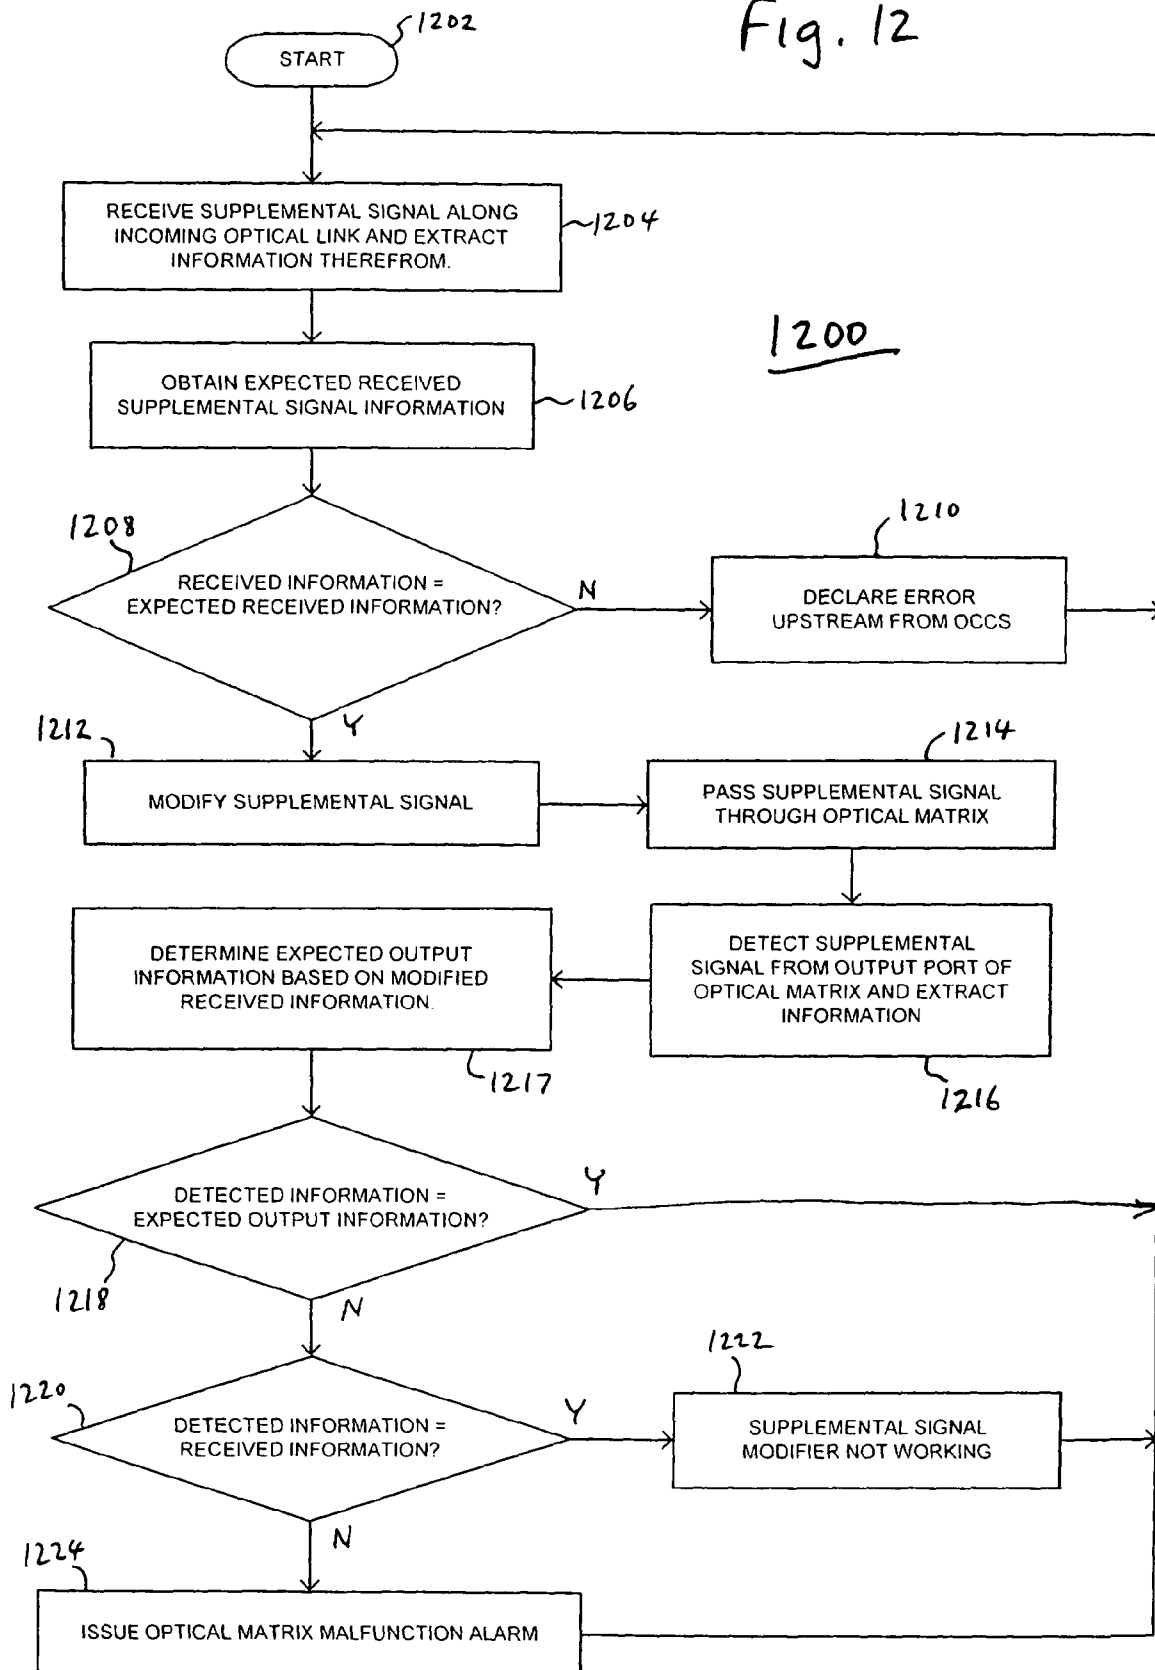 Fig. 12
1202
START
RECEIVE SUPPLEMENTAL SIGNAL ALONG
INCOMING OPTICAL LINK AND EXTRACT
INFORMATION THEREFROM.
1204
1200
OBTAIN EXPECTED RECEIVED
SUPPLEMENTAL SIGNAL INFORMATION
1206
1208
RECEIVED INFORMATION =
EXPECTED RECEIVED INFORMATION?
N
1210
DECLARE ERROR
UPSTREAM FROM OCCS
Y
1212
MODIFY SUPPLEMENTAL SIGNAL
1214
PASS SUPPLEMENTAL SIGNAL
THROUGH OPTICAL MATRIX
DETECT SUPPLEMENTAL
SIGNAL FROM OUTPUT PORT OF
OPTICAL MATRIX AND EXTRACT
INFORMATION
1216
DETERMINE EXPECTED OUTPUT
INFORMATION BASED ON MODIFIED
RECEIVED INFORMATION.
1217
DETECTED INFORMATION =
EXPECTED OUTPUT INFORMATION?
Y
1218
N
1220
DETECTED INFORMATION =
RECEIVED INFORMATION?
Y
1222
SUPPLEMENTAL SIGNAL
MODIFIER NOT WORKING
N
1224
ISSUE OPTICAL MATRIX MALFUNCTION ALARM